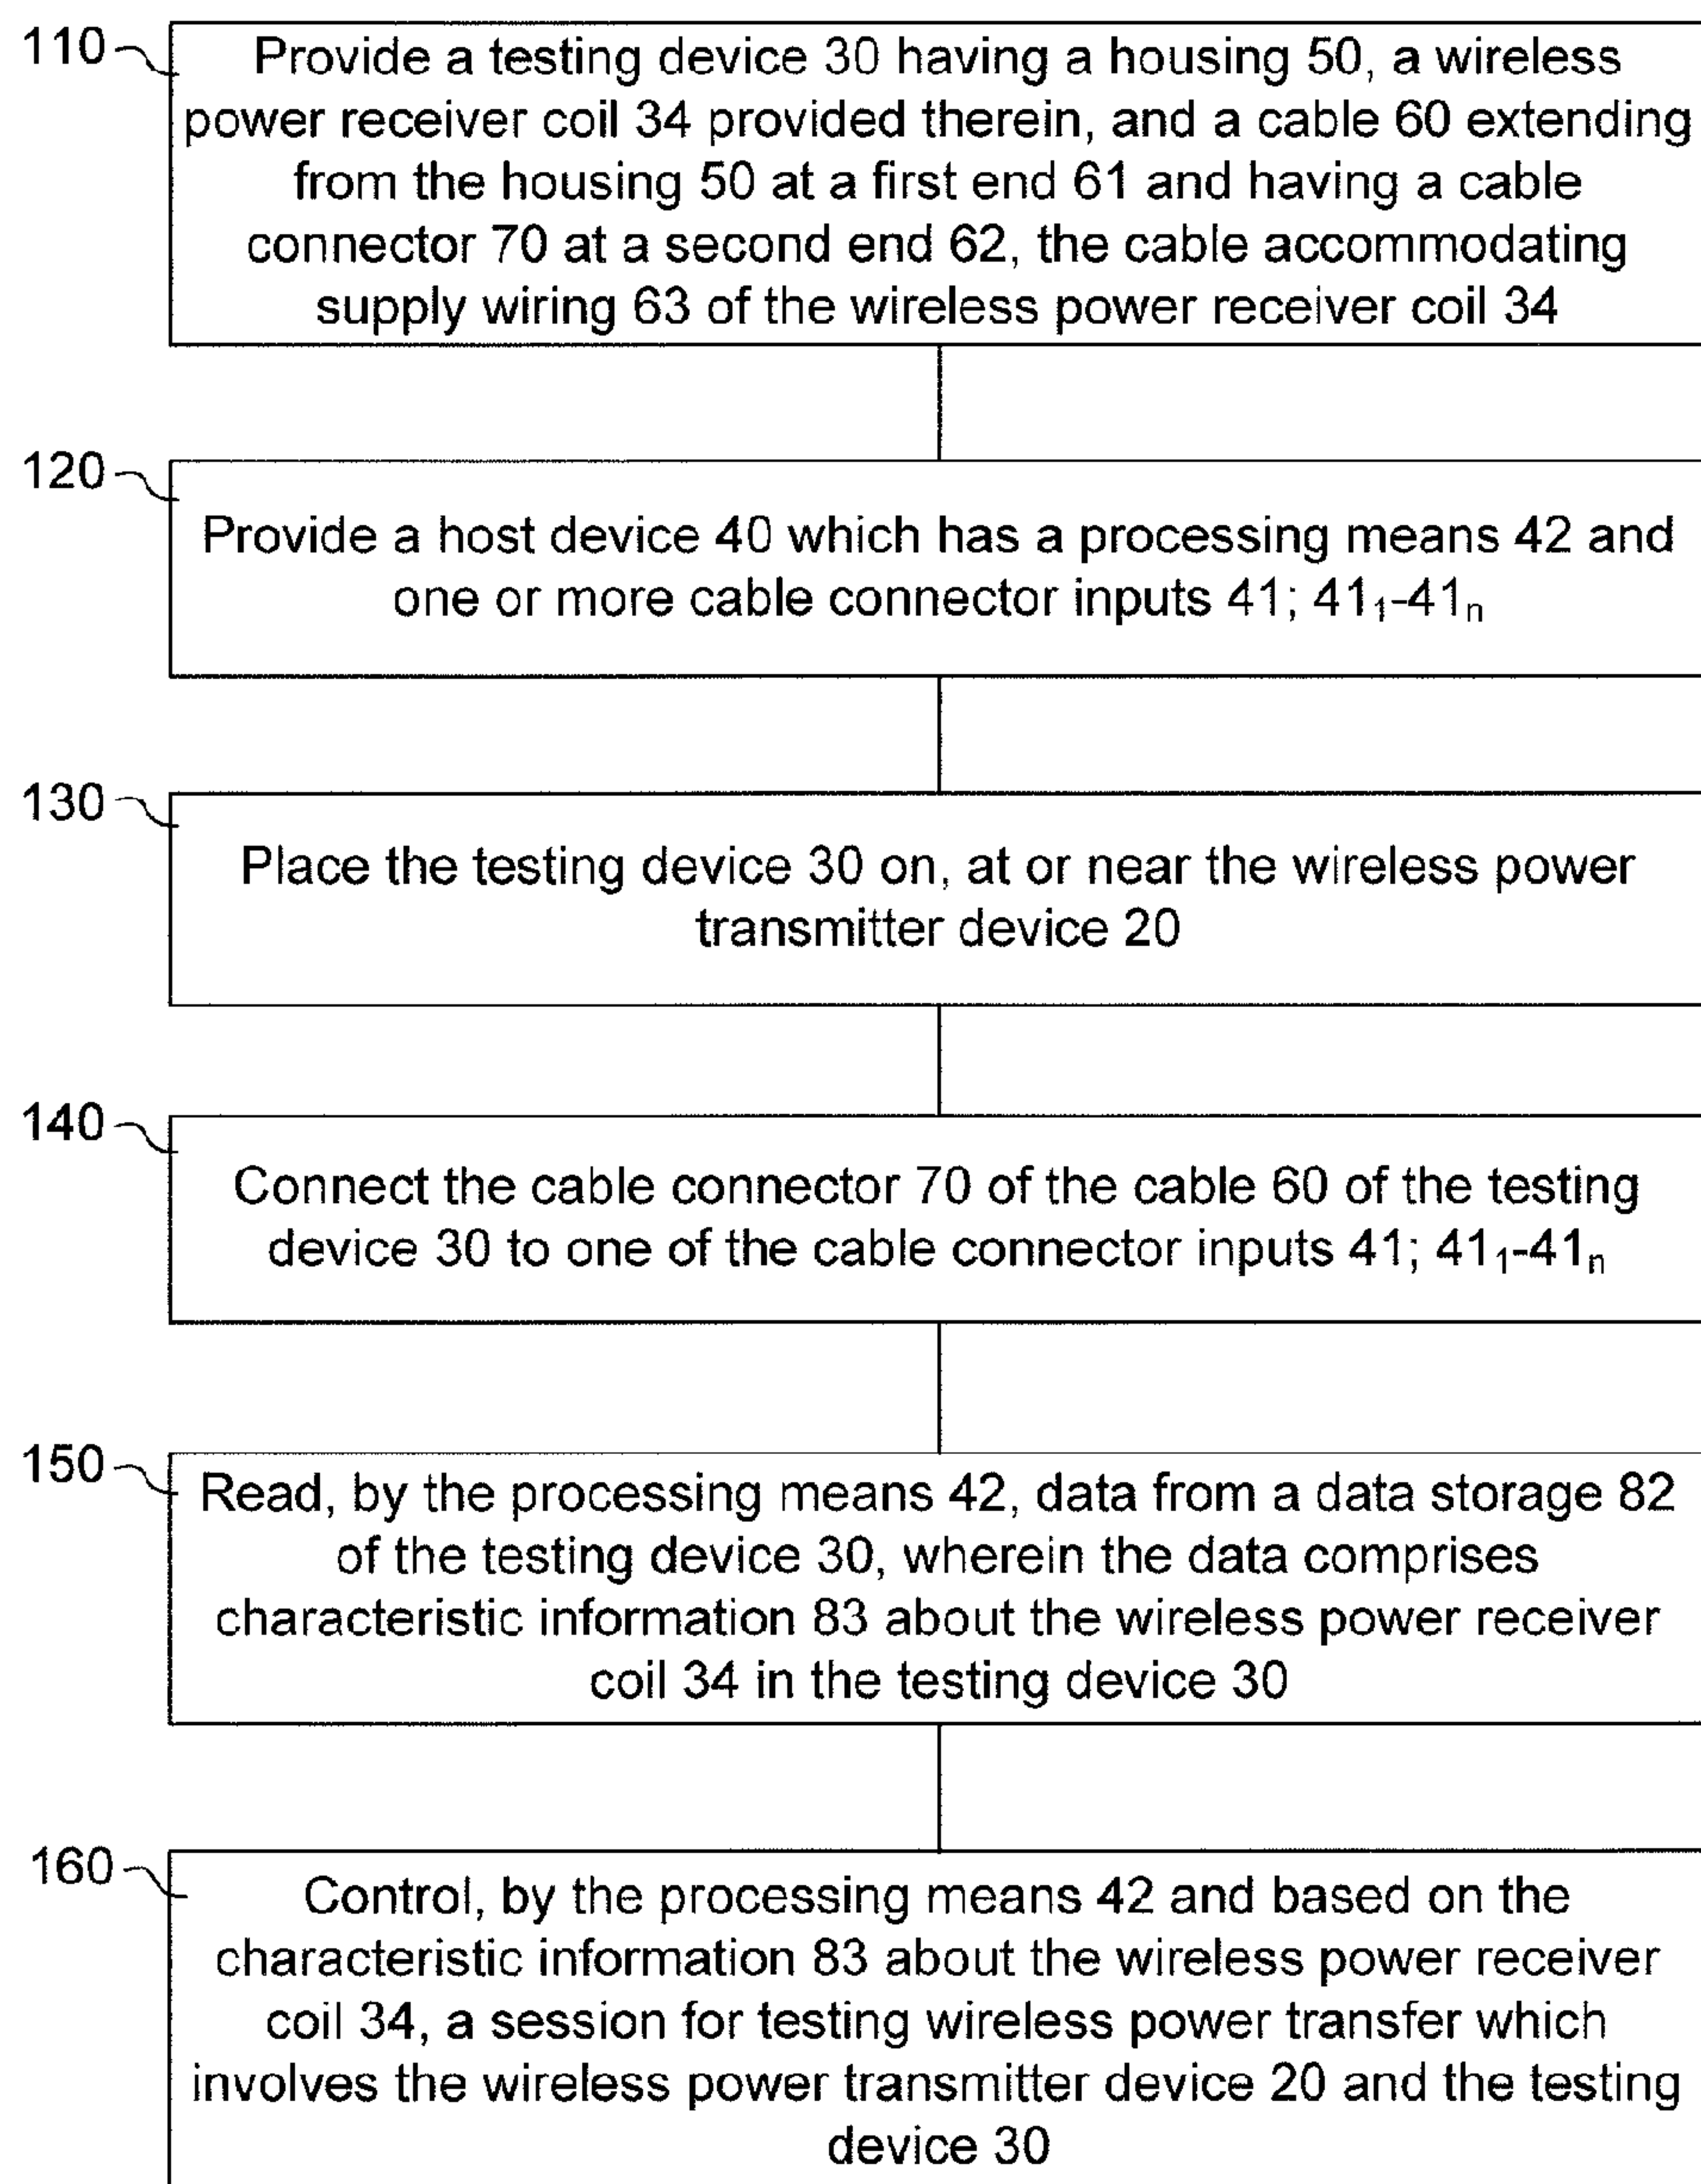 110
Provide a testing device 30 having a housing 50, a wireless
power receiver coil 34 provided therein, and a cable 60 extending
from the housing 50 at a first end 61 and having a cable
connector 70 at a second end 62, the cable accommodating
supply wiring 63 of the wireless power receiver coil 34
120
Provide a host device 40 which has a processing means 42 and
one or more cable connector inputs 41; 41₁-41ₙ
130
Place the testing device 30 on, at or near the wireless power
transmitter device 20
140
Connect the cable connector 70 of the cable 60 of the testing
device 30 to one of the cable connector inputs 41; 41₁-41ₙ
150
Read, by the processing means 42, data from a data storage 82
of the testing device 30, wherein the data comprises
characteristic information 83 about the wireless power receiver
coil 34 in the testing device 30
160
Control, by the processing means 42 and based on the
characteristic information 83 about the wireless power receiver
coil 34, a session for testing wireless power transfer which
involves the wireless power transmitter device 20 and the testing
device 30